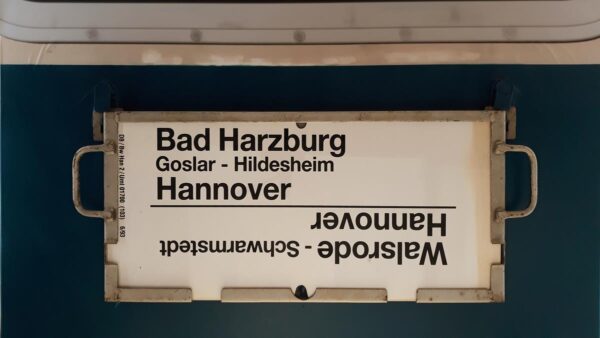 Bad Harzburg
Goslar - Hildesheim
Hannover
Walsrode - Schwarmstedt
Hannover